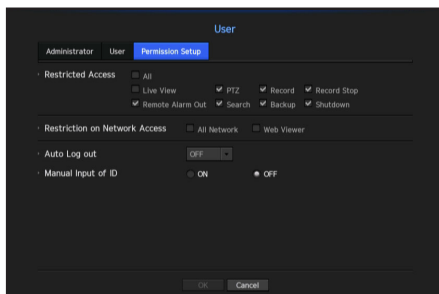 User
Administrator User Permission Setup
Restricted Access All
Live View PTZ Record Record Stop
Remote Alarm Out Search Backup Shutdown
Restriction on Network Access All Network Web Viewer
Auto Log out OFF
Manual Input of ID ON OFF
OK Cancel